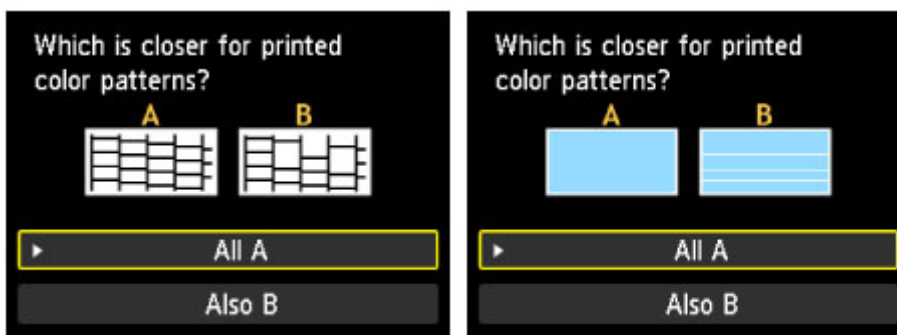 Which is closer for printed
color patterns?
A B
All A
Also B
Which is closer for printed
color patterns?
A B
All A
Also B